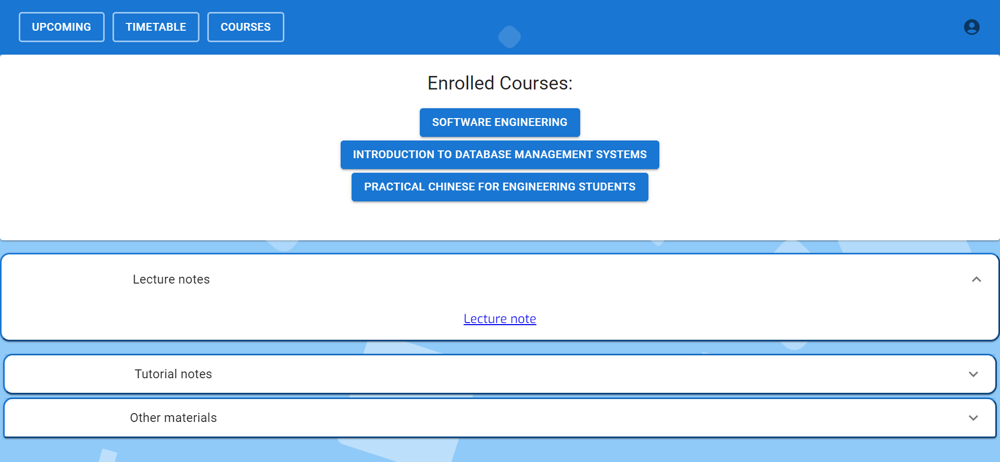 UPCOMING TIMETABLE COURSES
Enrolled Courses:
SOFTWARE ENGINEERING
INTRODUCTION TO DATABASE MANAGEMENT SYSTEMS
PRACTICAL CHINESE FOR ENGINEERING STUDENTS
Lecture notes
Lecture note
Tutorial notes
Other materials